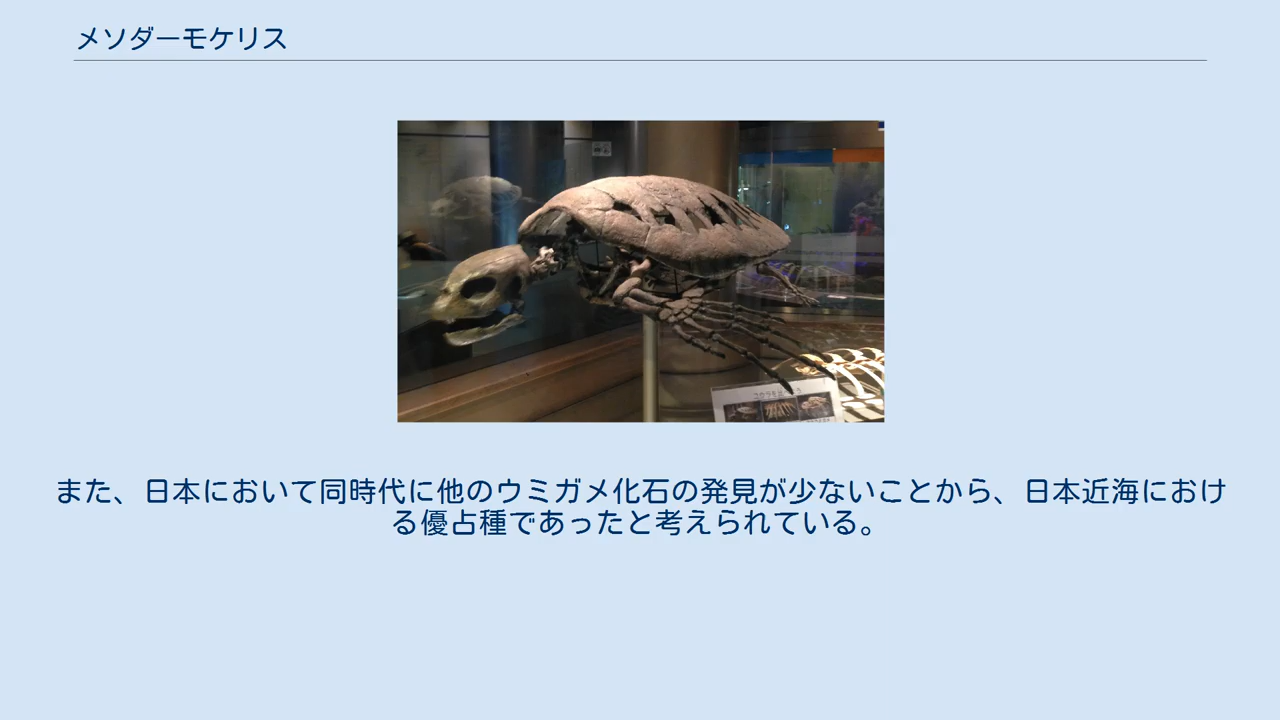 メソダーモケリス
また、日本において同時代に他のウミガメ化石の発見が少ないことから、日本近海におけ
る優占種であったと考えられている。